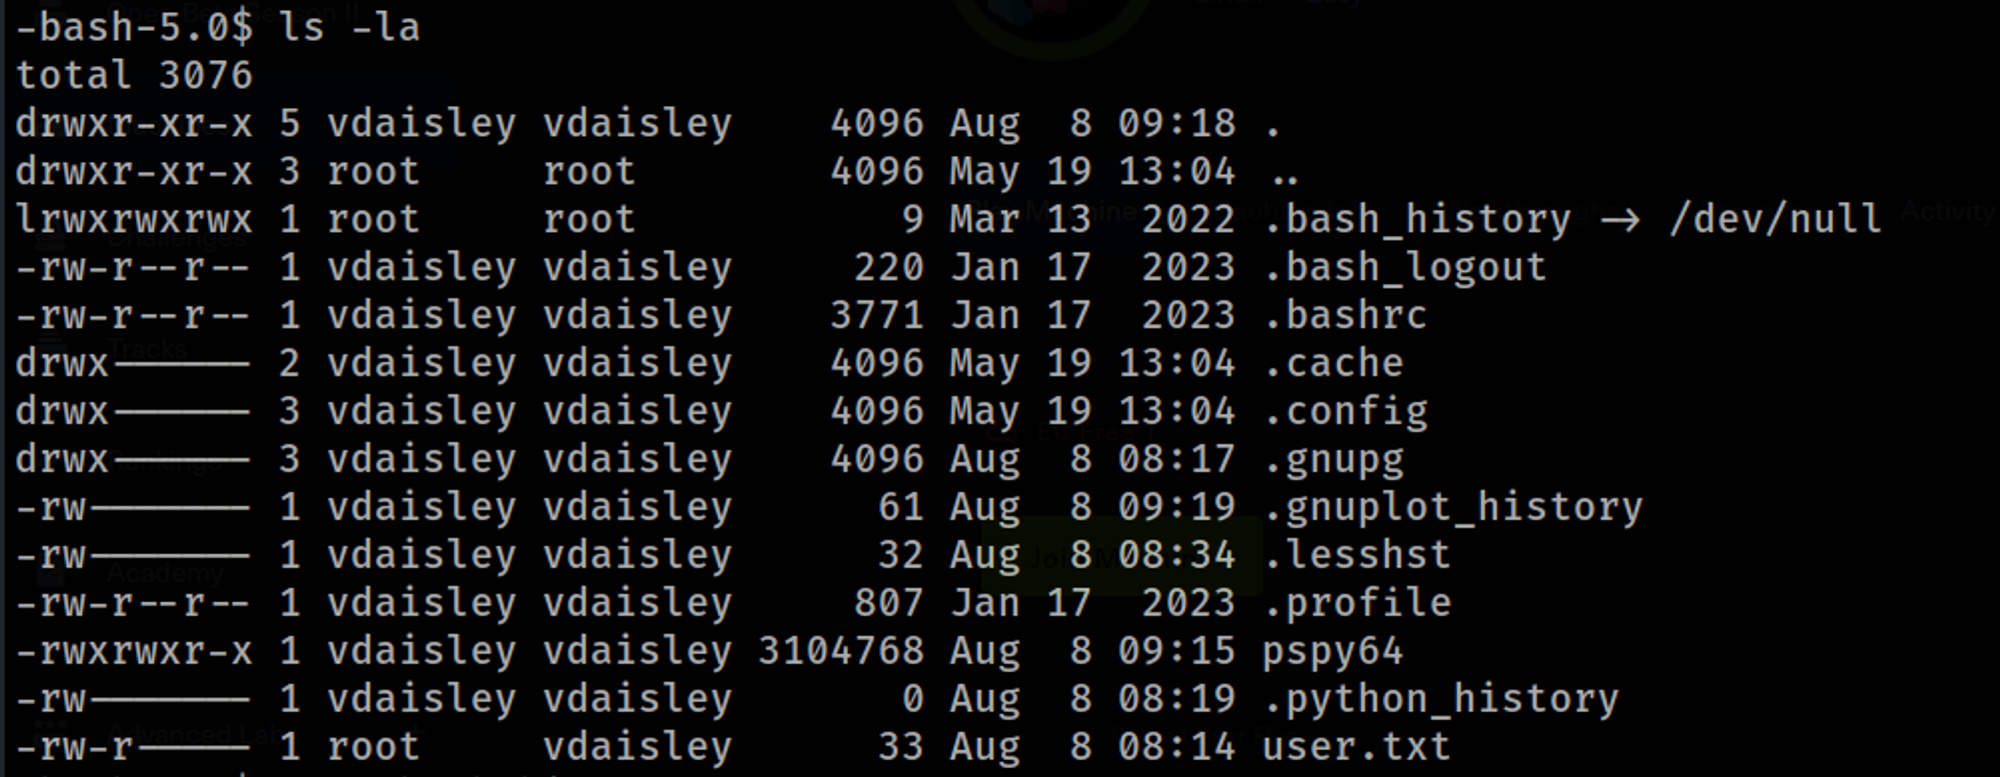 -bash-5.0$ ls -la
total 3076
drwxr-xr-x 5 vdaisley vdaisley    4096 Aug  8 09:18 .
drwxr-xr-x 3 root     root        4096 May 19 13:04 ..
lrwxrwxrwx 1 root     root           9 Mar 13  2022 .bash_history → /dev/null
-rw-r--r-- 1 vdaisley vdaisley     220 Jan 17  2023 .bash_logout
-rw-r--r-- 1 vdaisley vdaisley    3771 Jan 17  2023 .bashrc
drwx------ 2 vdaisley vdaisley    4096 May 19 13:04 .cache
drwx------ 3 vdaisley vdaisley    4096 May 19 13:04 .config
drwx------ 3 vdaisley vdaisley    4096 Aug  8 08:17 .gnupg
-rw------- 1 vdaisley vdaisley      61 Aug  8 09:19 .gnuplot_history
-rw------- 1 vdaisley vdaisley      32 Aug  8 08:34 .lesshst
-rw-r--r-- 1 vdaisley vdaisley     807 Jan 17  2023 .profile
-rwxrwxr-x 1 vdaisley vdaisley 3104768 Aug  8 09:15 pspy64
-rw------- 1 vdaisley vdaisley       0 Aug  8 08:19 .python_history
-rw-r----- 1 root     vdaisley      33 Aug  8 08:14 user.txt
Challenges
Tracks
Academy
Activity